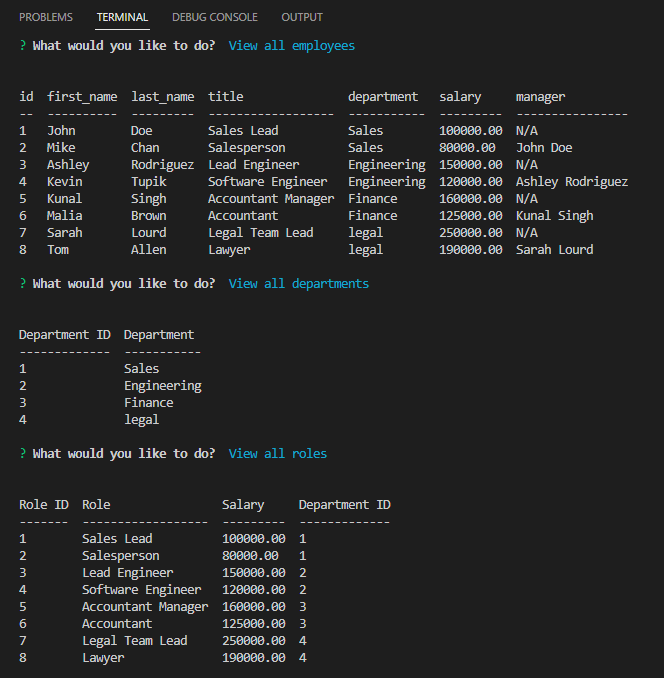 PROBLEMS TERMINAL DEBUG CONSOLE OUTPUT
? What would you like to do? View all employees
id first_name last_name title department salary manager
-- ---------- --------- ------------------ ----------- --------- ----------------
1 John Doe Sales Lead Sales 100000.00 N/A
2 Mike Chan Salesperson Sales 80000.00 John Doe
3 Ashley Rodriguez Lead Engineer Engineering 150000.00 N/A
4 Kevin Tupik Software Engineer Engineering 120000.00 Ashley Rodriguez
5 Kunal Singh Accountant Manager Finance 160000.00 N/A
6 Malia Brown Accountant Finance 125000.00 Kunal Singh
7 Sarah Lourd Legal Team Lead legal 250000.00 N/A
8 Tom Allen Lawyer legal 190000.00 Sarah Lourd
? What would you like to do? View all departments
Department ID Department
------------- -----------
1 Sales
2 Engineering
3 Finance
4 legal
? What would you like to do? View all roles
Role ID Role Salary Department ID
------- ------------------ --------- -------------
1 Sales Lead 100000.00 1
2 Salesperson 80000.00 1
3 Lead Engineer 150000.00 2
4 Software Engineer 120000.00 2
5 Accountant Manager 160000.00 3
6 Accountant 125000.00 3
7 Legal Team Lead 250000.00 4
8 Lawyer 190000.00 4